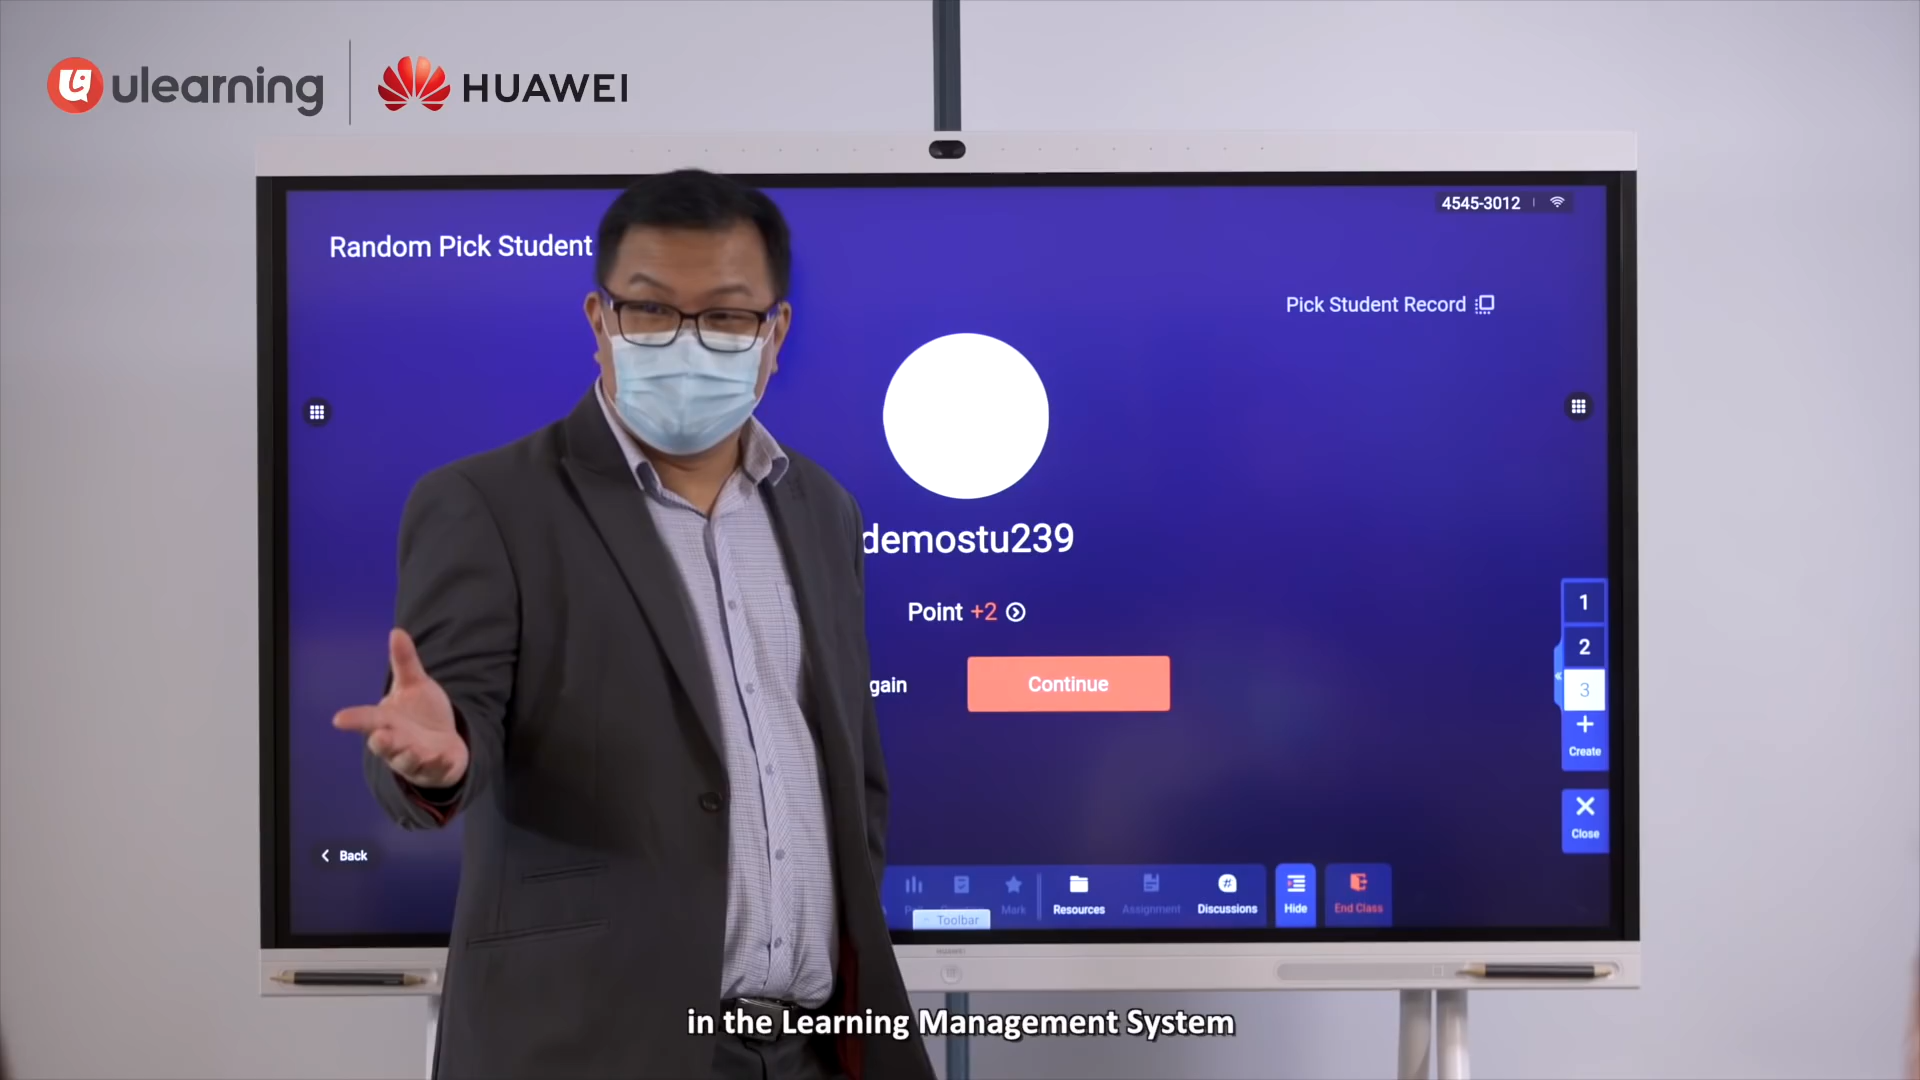 ulearning
HUAWEI
4545-3012
Random Pick Student
Pick Student Record
demostu239
Point +2
gain
Continue
1
2
3
Create
Close
Back
Mark
Resources
Assignment
Discussions
Hide
End Class
Toolbar
in the Learning Management System